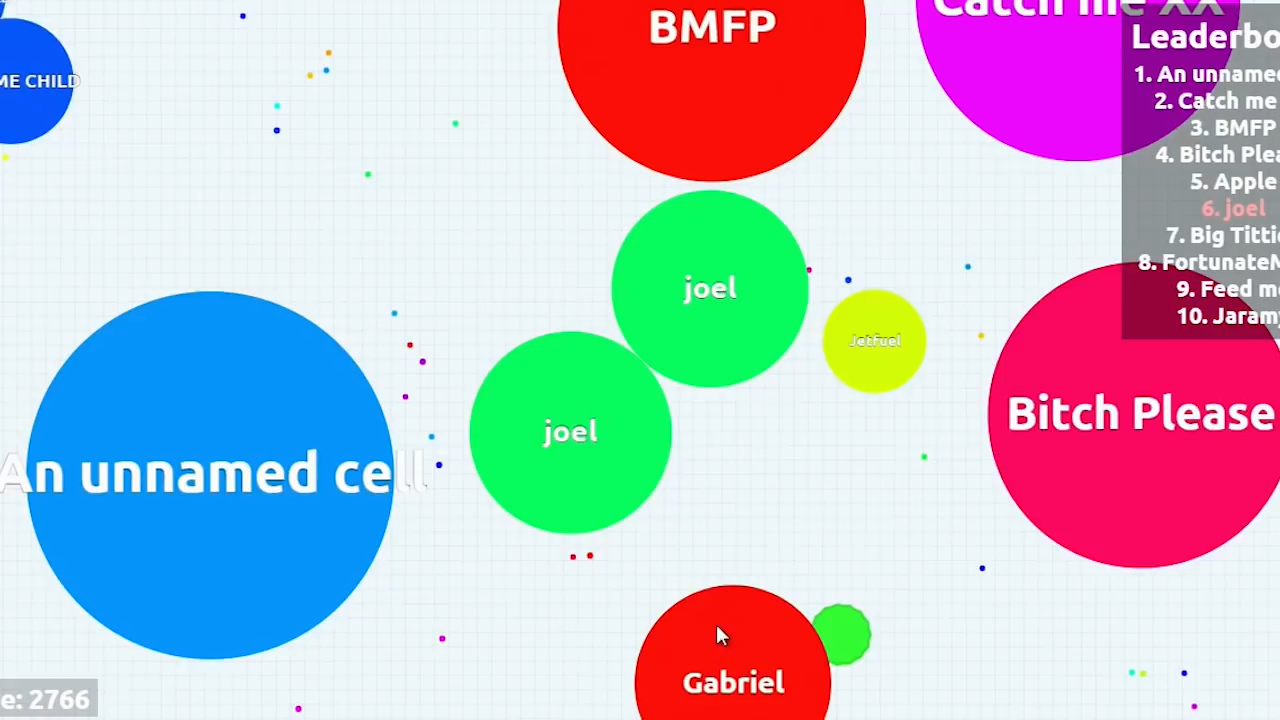 BMFP
Catch me XX
ME CHILD
Leaderbo
1. An unnamed
2. Catch me
3. BMFP
4. Bitch Plea
5. Apple
6. joel
7. Big Tittie
8. FortunateM
9. Feed me
10. Jaramy
joel
Jetfuel
joel
Bitch Please
An unnamed cell
Gabriel
e: 2766